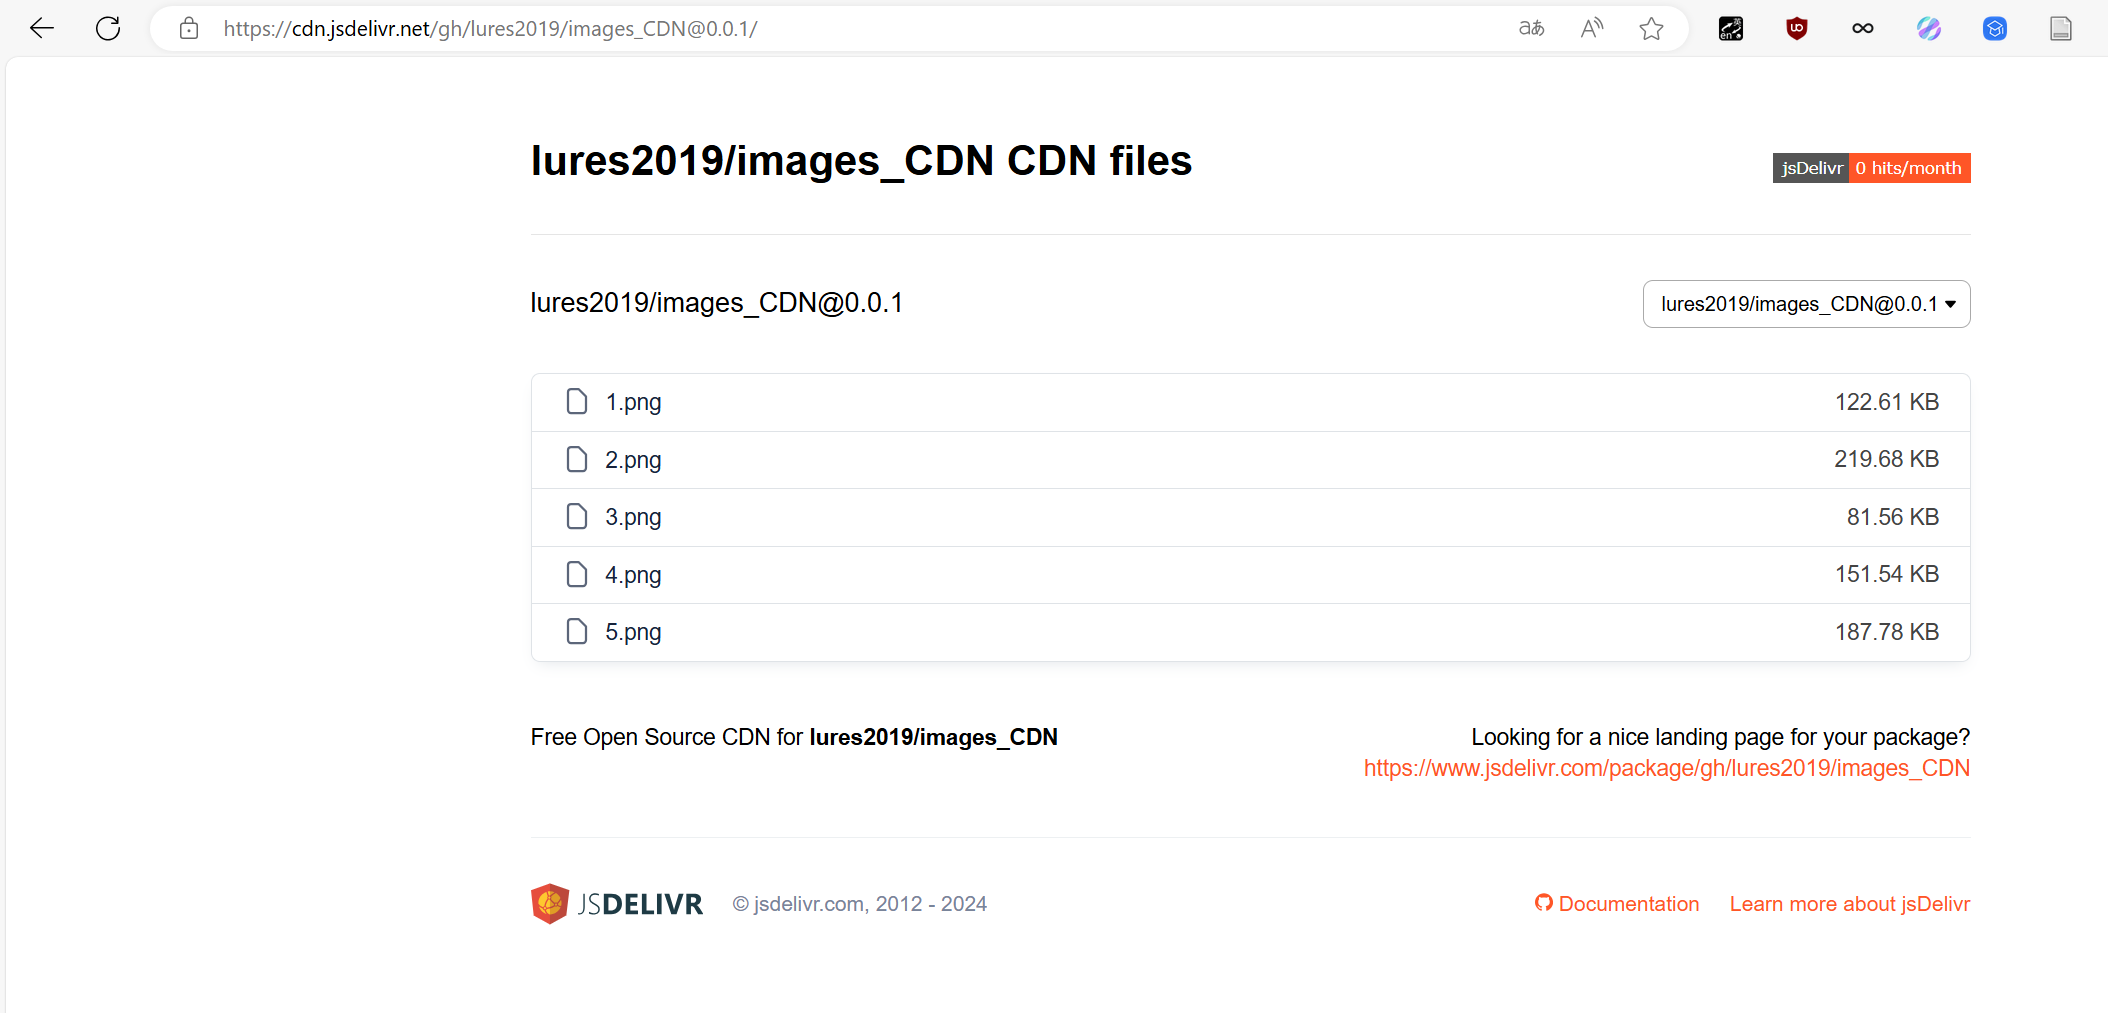 https://cdn.jsdelivr.net/gh/lures2019/images_CDN@0.0.1/
lures2019/images_CDN CDN files
jsDelivr 0 hits/month
lures2019/images_CDN@0.0.1
lures2019/images_CDN@0.0.1
1.png 122.61 KB
2.png 219.68 KB
3.png 81.56 KB
4.png 151.54 KB
5.png 187.78 KB
Free Open Source CDN for lures2019/images_CDN
Looking for a nice landing page for your package?
https://www.jsdelivr.com/package/gh/lures2019/images_CDN
JSDELIVR © jsdelivr.com, 2012 - 2024 Documentation Learn more about jsDelivr